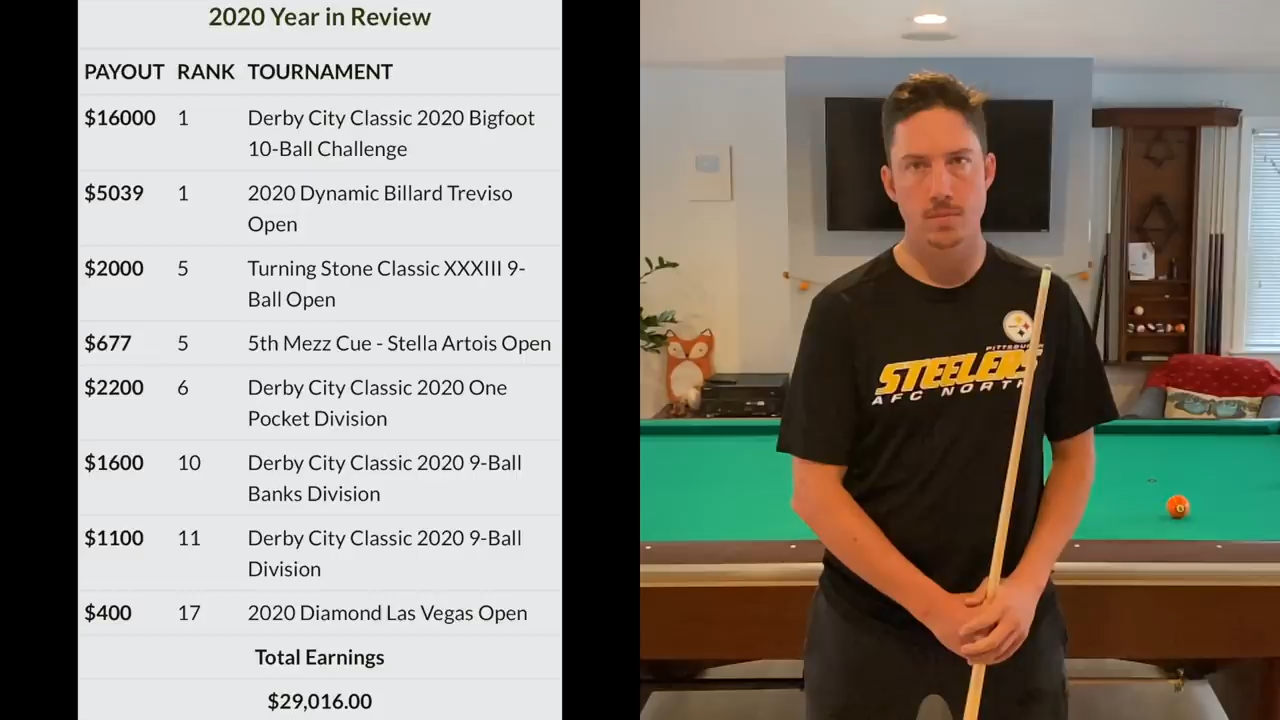 2020 Year in Review
PAYOUT RANK TOURNAMENT
$16000 1 Derby City Classic 2020 Bigfoot
10-Ball Challenge
$5039 1 2020 Dynamic Billard Treviso
Open
$2000 5 Turning Stone Classic XXXIII 9-
Ball Open
$677 5 5th Mezz Cue - Stella Artois Open
$2200 6 Derby City Classic 2020 One
Pocket Division
$1600 10 Derby City Classic 2020 9-Ball
Banks Division
$1100 11 Derby City Classic 2020 9-Ball
Division
$400 17 2020 Diamond Las Vegas Open
Total Earnings
$29,016.00
STEELERS
AFC NORTH